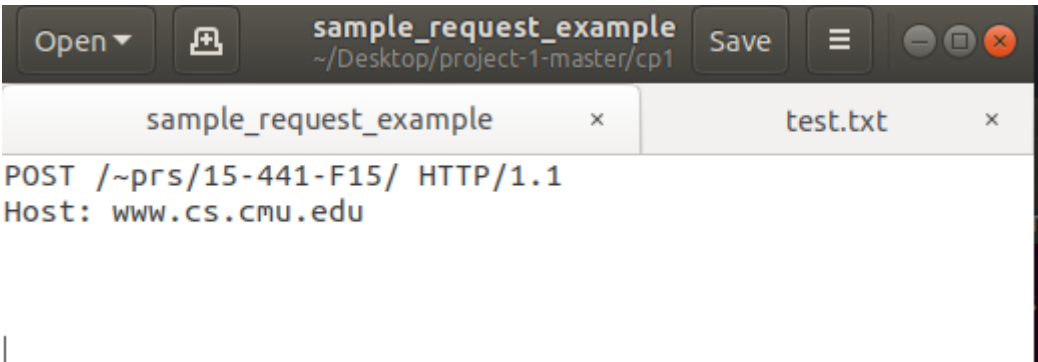 Open
sample_request_example
~/Desktop/project-1-master/cp1
Save
sample_request_example ×
test.txt ×
POST /~prs/15-441-F15/ HTTP/1.1
Host: www.cs.cmu.edu